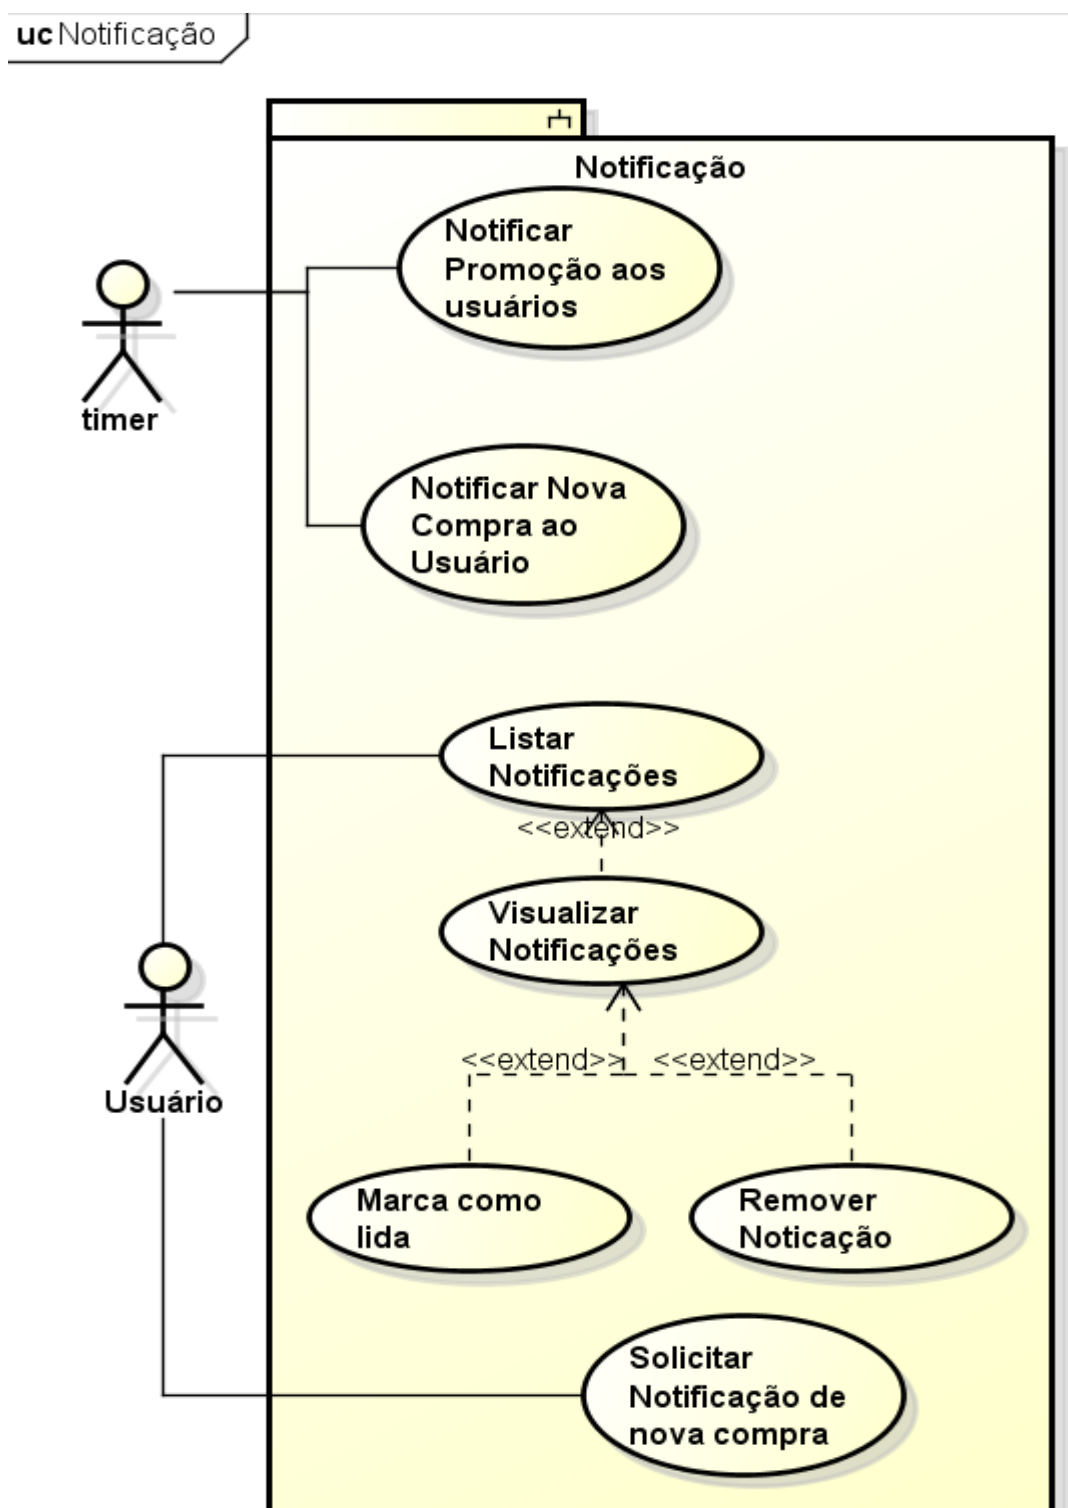 uc Notificação
Notificação
Notificar
Promoção aos
usuários
timer
Notificar Nova
Compra ao
Usuário
Listar
Notificações
<<extend>>
Visualizar
Notificações
<<extend>> <<extend>>
Usuário
Marca como
lida
Remover
Noticação
Solicitar
Notificação de
nova compra